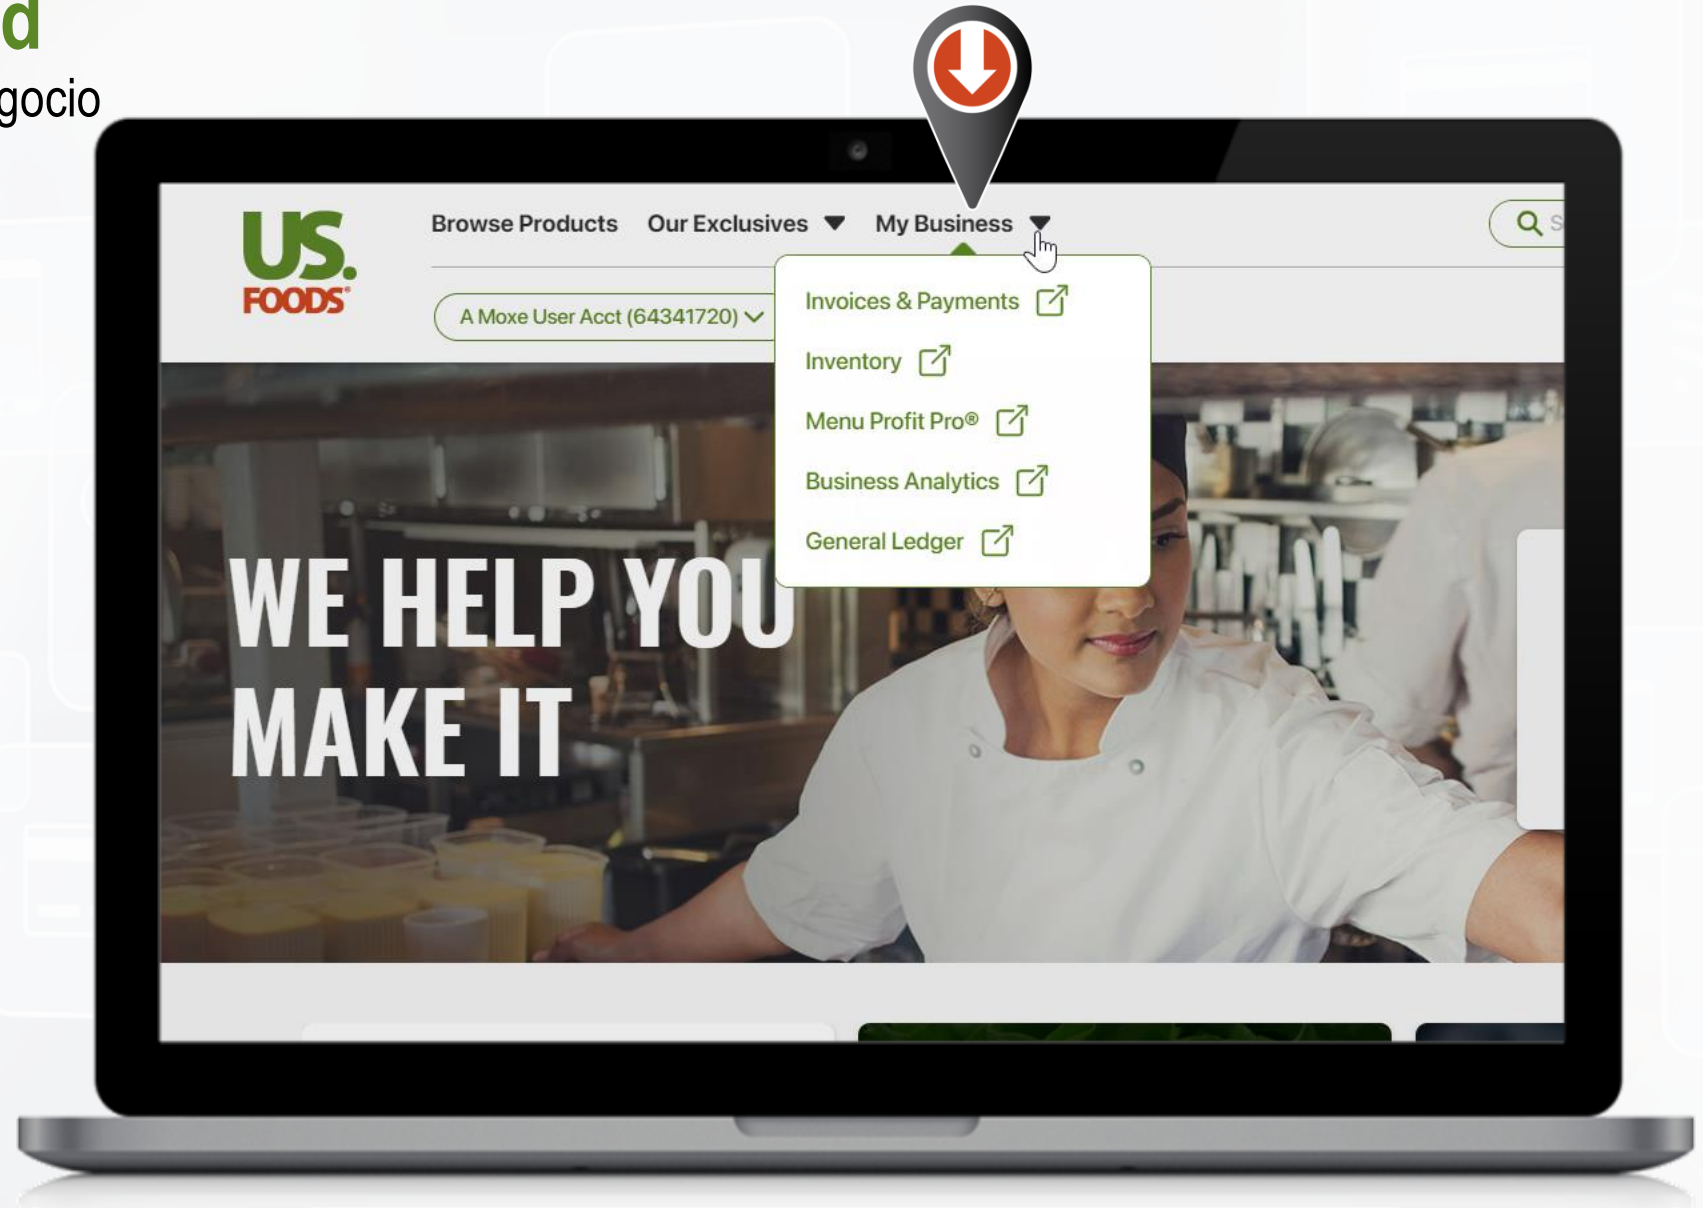 d
gocio
US.
FOODS®
Browse Products Our Exclusives My Business
S
A Moxe User Acct (64341720)
Invoices & Payments
Inventory
Menu Profit Pro®
Business Analytics
General Ledger
WE HELP YOU
MAKE IT